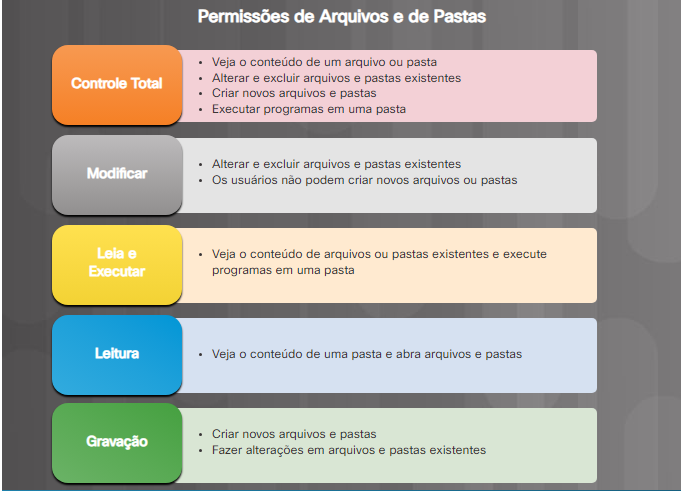 Permissões de Arquivos e de Pastas
Controle Total
• Veja o conteúdo de um arquivo ou pasta
• Alterar e excluir arquivos e pastas existentes
• Criar novos arquivos e pastas
• Executar programas em uma pasta
Modificar
• Alterar e excluir arquivos e pastas existentes
• Os usuários não podem criar novos arquivos ou pastas
Leia e
Executar
• Veja o conteúdo de arquivos ou pastas existentes e execute
programas em uma pasta
Leitura
• Veja o conteúdo de uma pasta e abra arquivos e pastas
Gravação
• Criar novos arquivos e pastas
• Fazer alterações em arquivos e pastas existentes